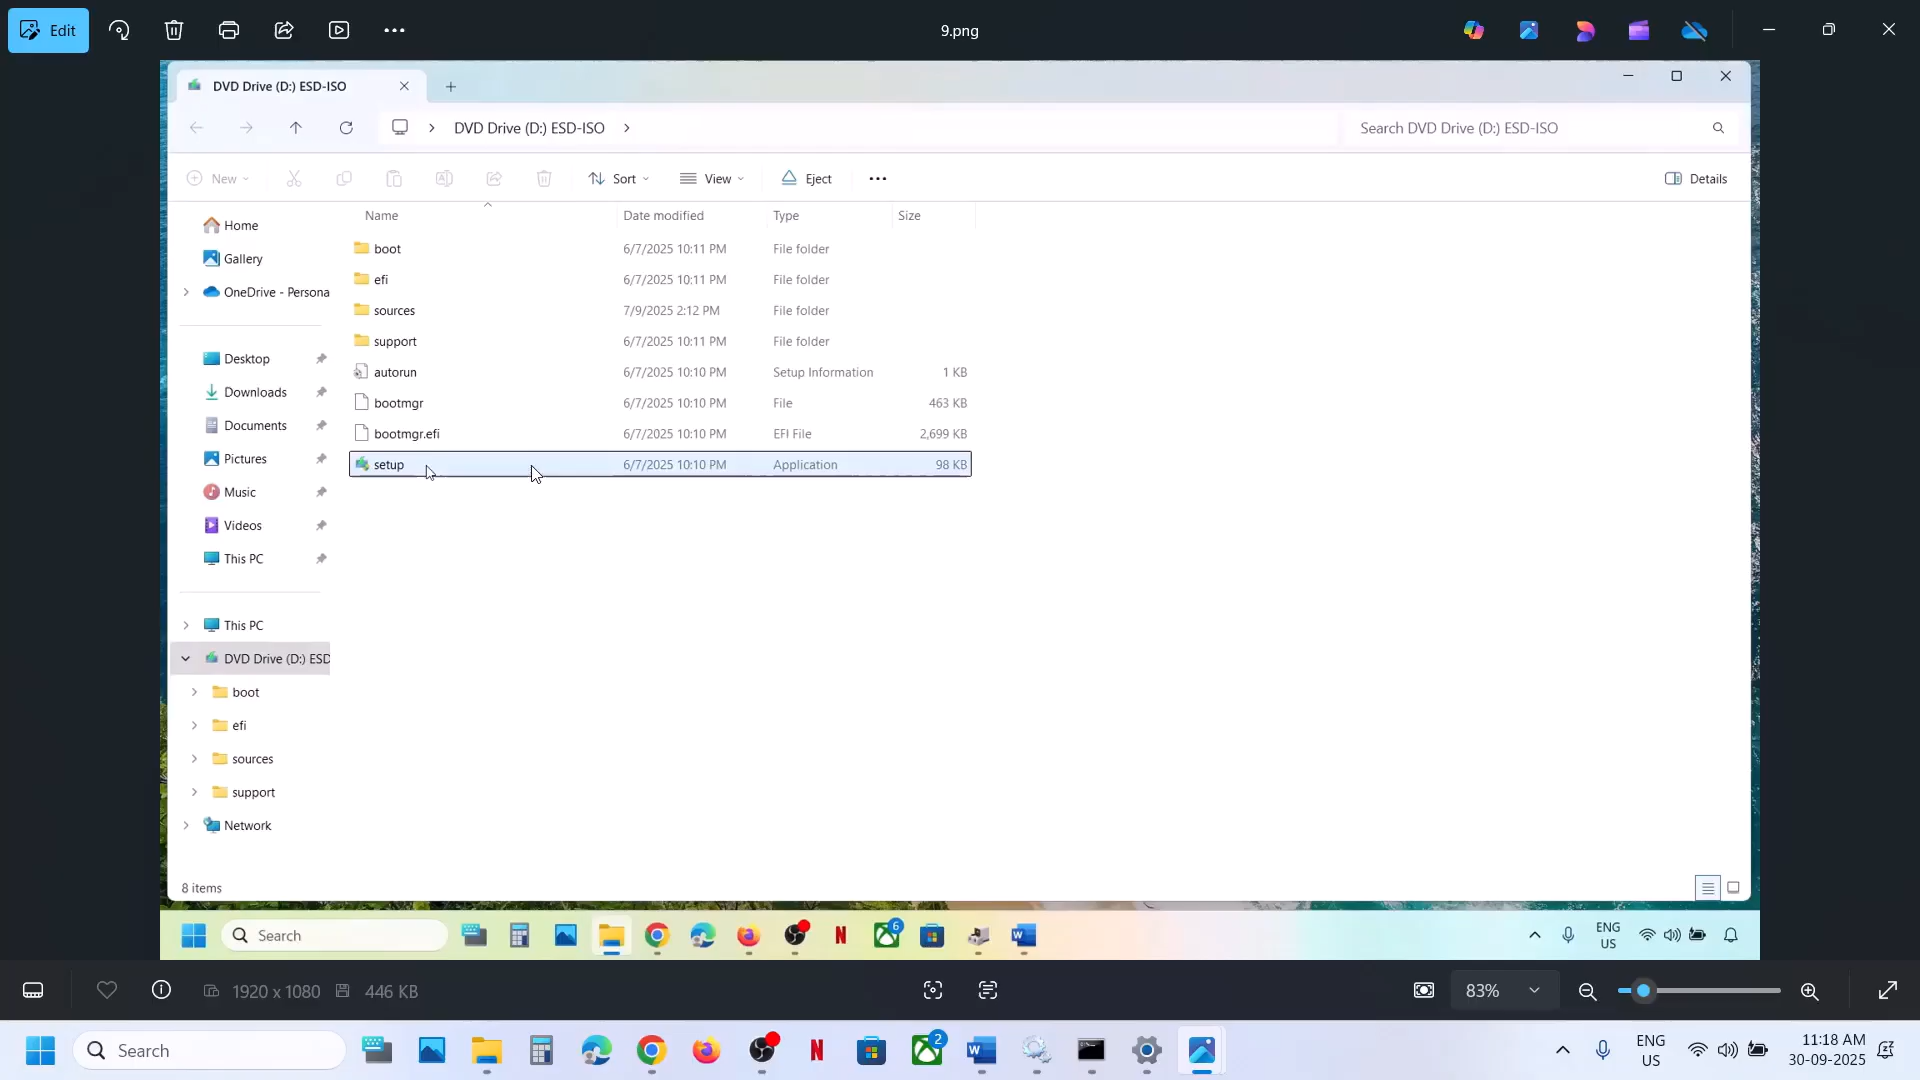 Edit
9.png
DVD Drive (D:) ESD-ISO
DVD Drive (D:) ESD-ISO
Search DVD Drive (D:) ESD-ISO
New
Sort
View
Eject
Details
Name Date modified Type Size
Home
Gallery
OneDrive - Persona
Desktop
Downloads
Documents
Pictures
Music
Videos
This PC
This PC
DVD Drive (D:) ESD
boot
efi
sources
support
Network
boot 6/7/2025 10:11 PM File folder
efi 6/7/2025 10:11 PM File folder
sources 7/9/2025 2:12 PM File folder
support 6/7/2025 10:11 PM File folder
autorun 6/7/2025 10:10 PM Setup Information 1 KB
bootmgr 6/7/2025 10:10 PM File 463 KB
bootmgr.efi 6/7/2025 10:10 PM EFI File 2,699 KB
setup 6/7/2025 10:10 PM Application 98 KB
8 items
Search
N
6
W
ENG
US
1920 x 1080
446 KB
83%
Search
N
2
W
ENG
US
11:18 AM
30-09-2025